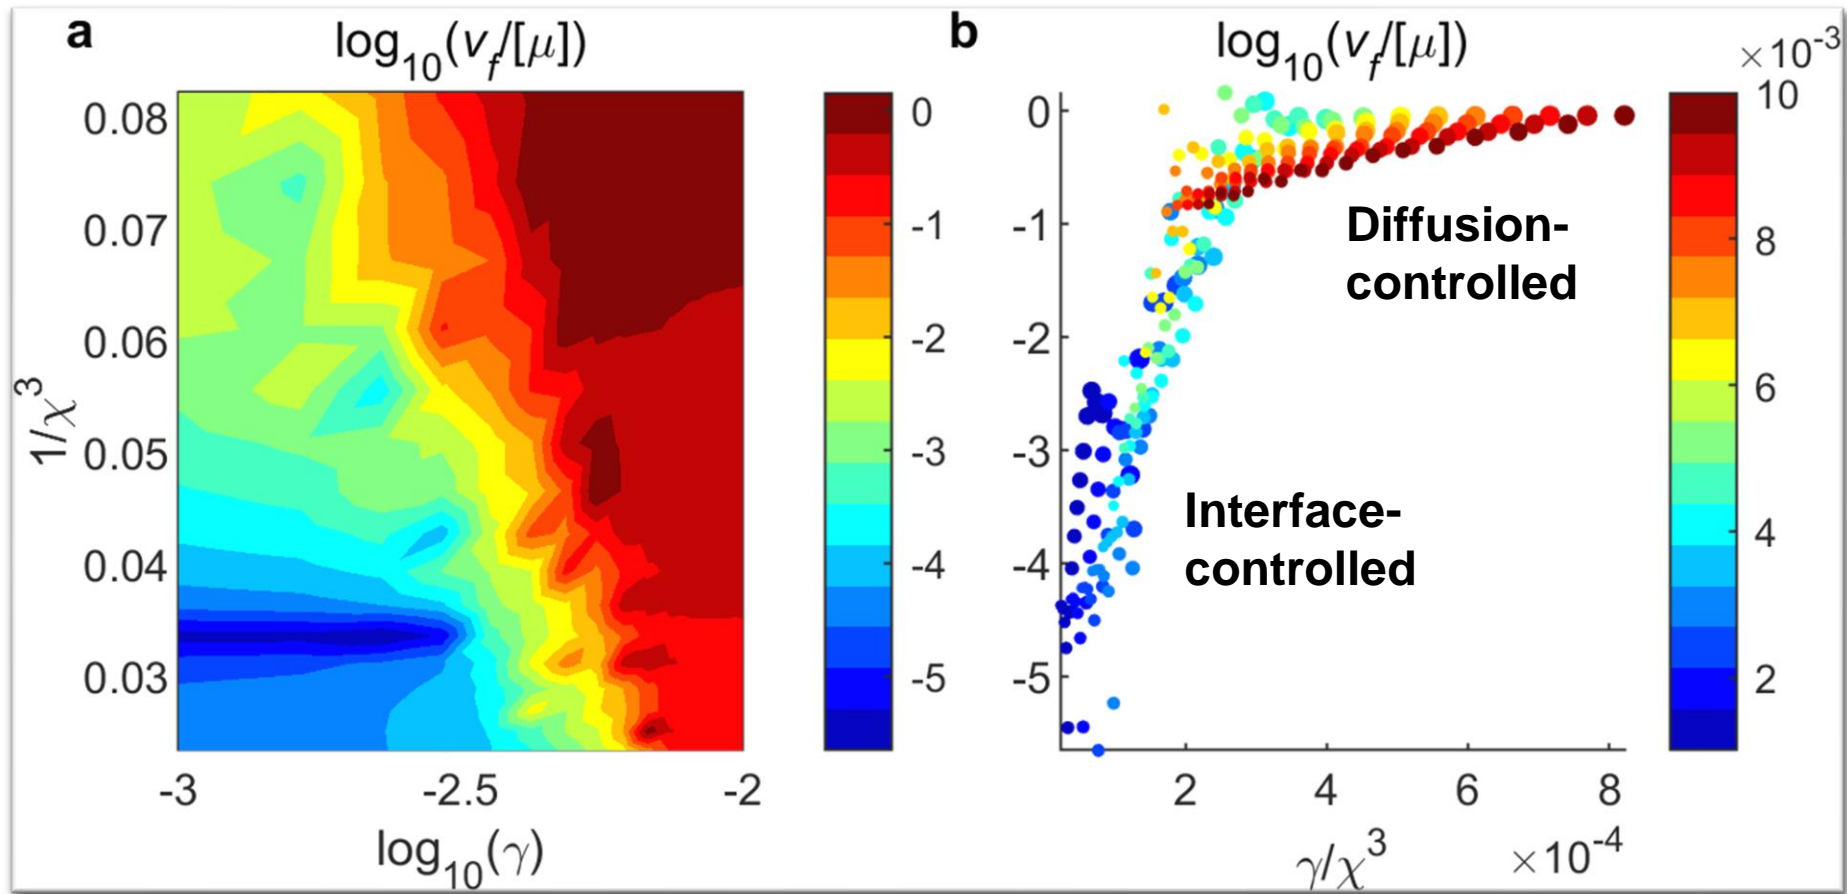 a
log₁₀(v_f/[μ])
0.08
0.07
0.06
0.05
0.04
0.03
1/χ³
-3
-2.5
-2
log₁₀(γ)
0
-1
-2
-3
-4
-5
b
log₁₀(v_f/[μ])
0
-1
-2
-3
-4
-5
Diffusion-
controlled
Interface-
controlled
2
4
6
8
γ/χ³
×10⁻⁴
×10⁻³
10
8
6
4
2